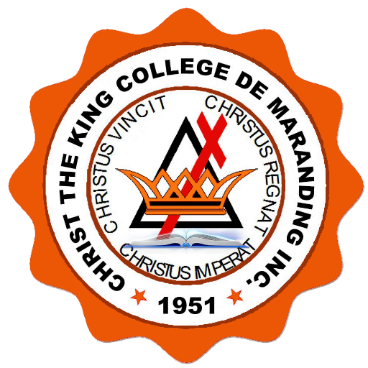 CHRIST THE KING COLLEGE DE MARANDING INC.
CHRISTUS VINCIT
CHRISTUS REGNAT
CHRISTUS IMPERAT
1951